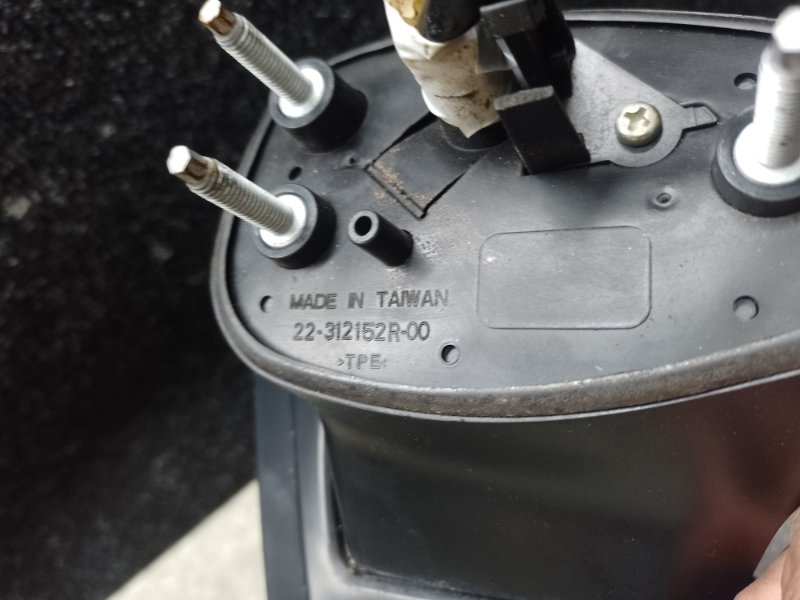 MADE IN TAIWAN
22-312152R-00
>TPE<